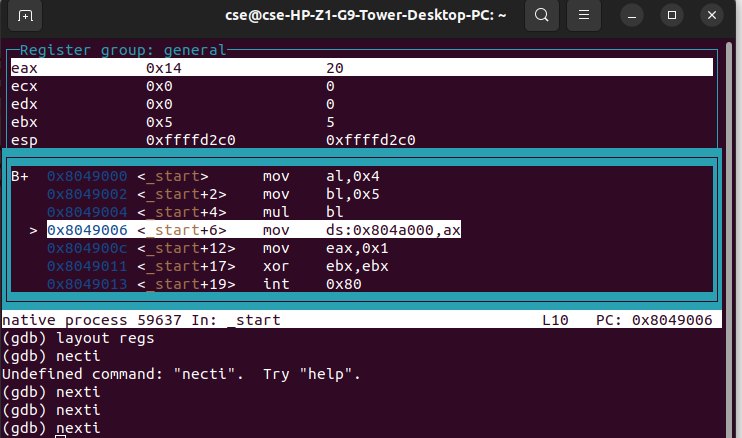 cse@cse-HP-Z1-G9-Tower-Desktop-PC: ~
Register group: general
eax 0x14 20
ecx 0x0 0
edx 0x0 0
ebx 0x5 5
esp 0xffffd2c0 0xffffd2c0
B+ 0x8049000 <_start> mov al,0x4
0x8049002 <_start+2> mov bl,0x5
0x8049004 <_start+4> mul bl
> 0x8049006 <_start+6> mov ds:0x804a000,ax
0x804900c <_start+12> mov eax,0x1
0x8049011 <_start+17> xor ebx,ebx
0x8049013 <_start+19> int 0x80
native process 59637 In: _start L10 PC: 0x8049006
(gdb) layout regs
(gdb) necti
Undefined command: "necti". Try "help".
(gdb) nexti
(gdb) nexti
(gdb) nexti